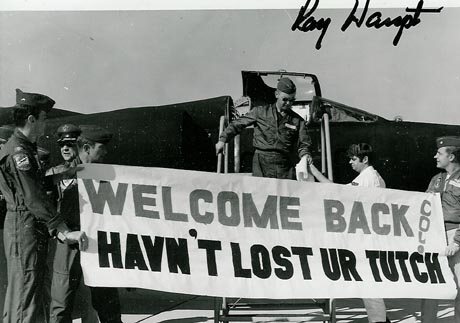 Ray Haupt
WELCOME BACK COL!
HAVN'T LOST UR TUTCH